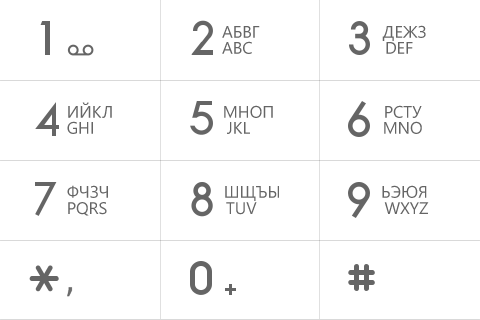 1
2 АБВГ
ABC
3 ДЕЖЗ
DEF
4 ИЙКЛ
GHI
5 МНОП
JKL
6 РСТУ
MNO
7 ФЧЗЧ
PQRS
8 ШЩЪЫ
TUV
9 ЬЭЮЯ
WXYZ
* ,
0 +
#